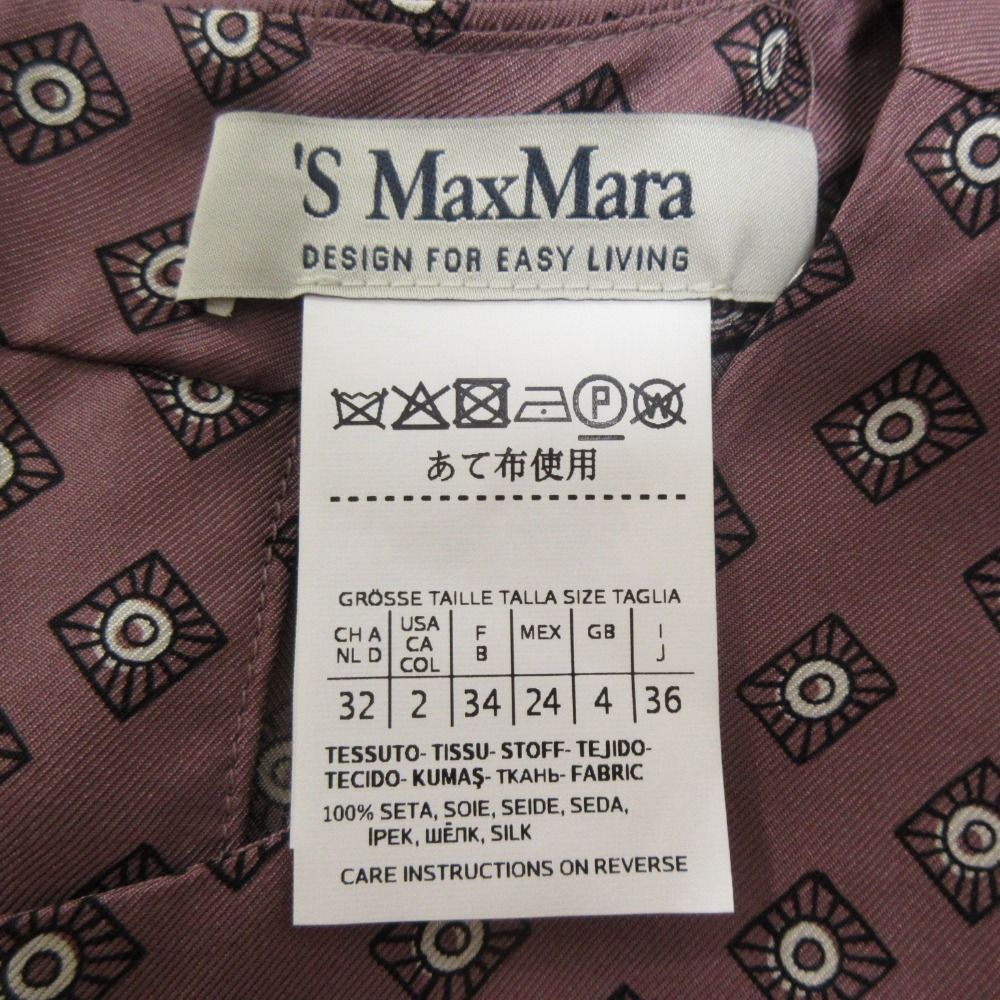 'S MaxMara
DESIGN FOR EASY LIVING
P W
あて布使用
GRÖSSE TAILLE TALLA SIZE TAGLIA
CH A NL D USA CA COL F B MEX GB I J
32 2 34 24 4 36
TESSUTO- TISSU- STOFF- TEJIDO-
TECIDO- KUMAŞ- ТКАНЬ- FABRIC
100% SETA, SOIE, SEIDE, SEDA,
İPEK, ШЁЛК, SILK
CARE INSTRUCTIONS ON REVERSE